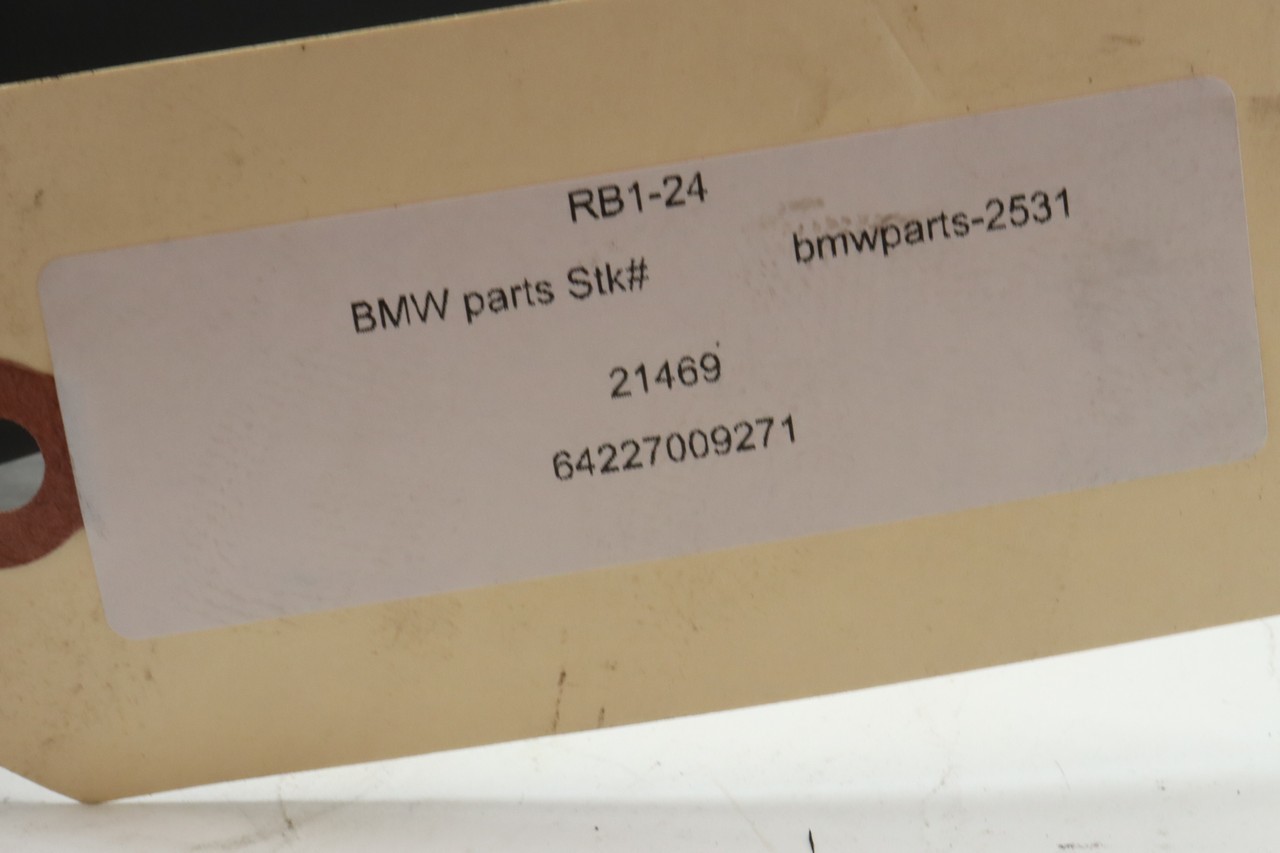 RB1-24
BMW parts Stk# bmwparts-2531
21469
64227009271